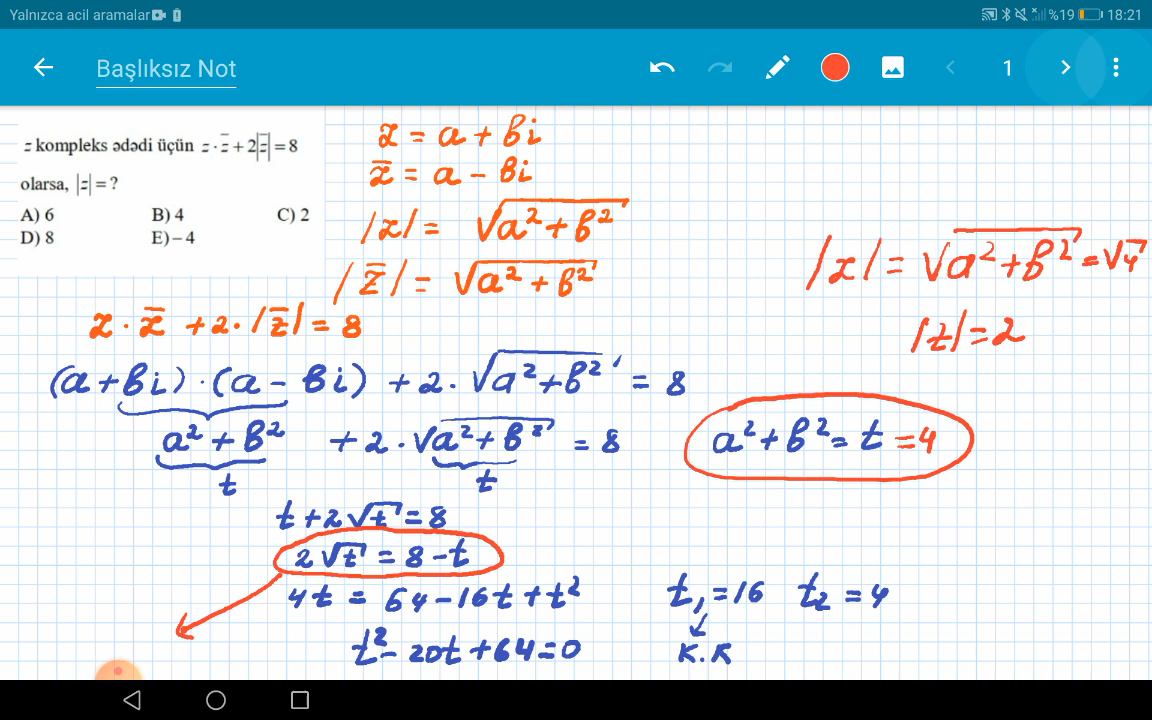 Yalnızca acil aramalar
%19 18:21
Başlıksız Not
1
z kompleks ədədi üçün z · z̅ + 2|z̅| = 8
olarsa, |z| = ?
A) 6 B) 4 C) 2
D) 8 E) – 4
z = a + bi
z̅ = a - bi
|z| = √(a² + b²)
|z̅| = √(a² + b²)
z · z̅ + 2 · |z̅| = 8
(a + bi) · (a - bi) + 2 · √(a² + b²) = 8
a² + b² + 2 · √(a² + b²) = 8
t t
t + 2√t = 8
2√t = 8 - t
4t = 64 - 16t + t²
t² - 20t + 64 = 0
|z| = √(a² + b²) = √4
|z| = 2
a² + b² = t = 4
t₁ = 16 t₂ = 4
K.K